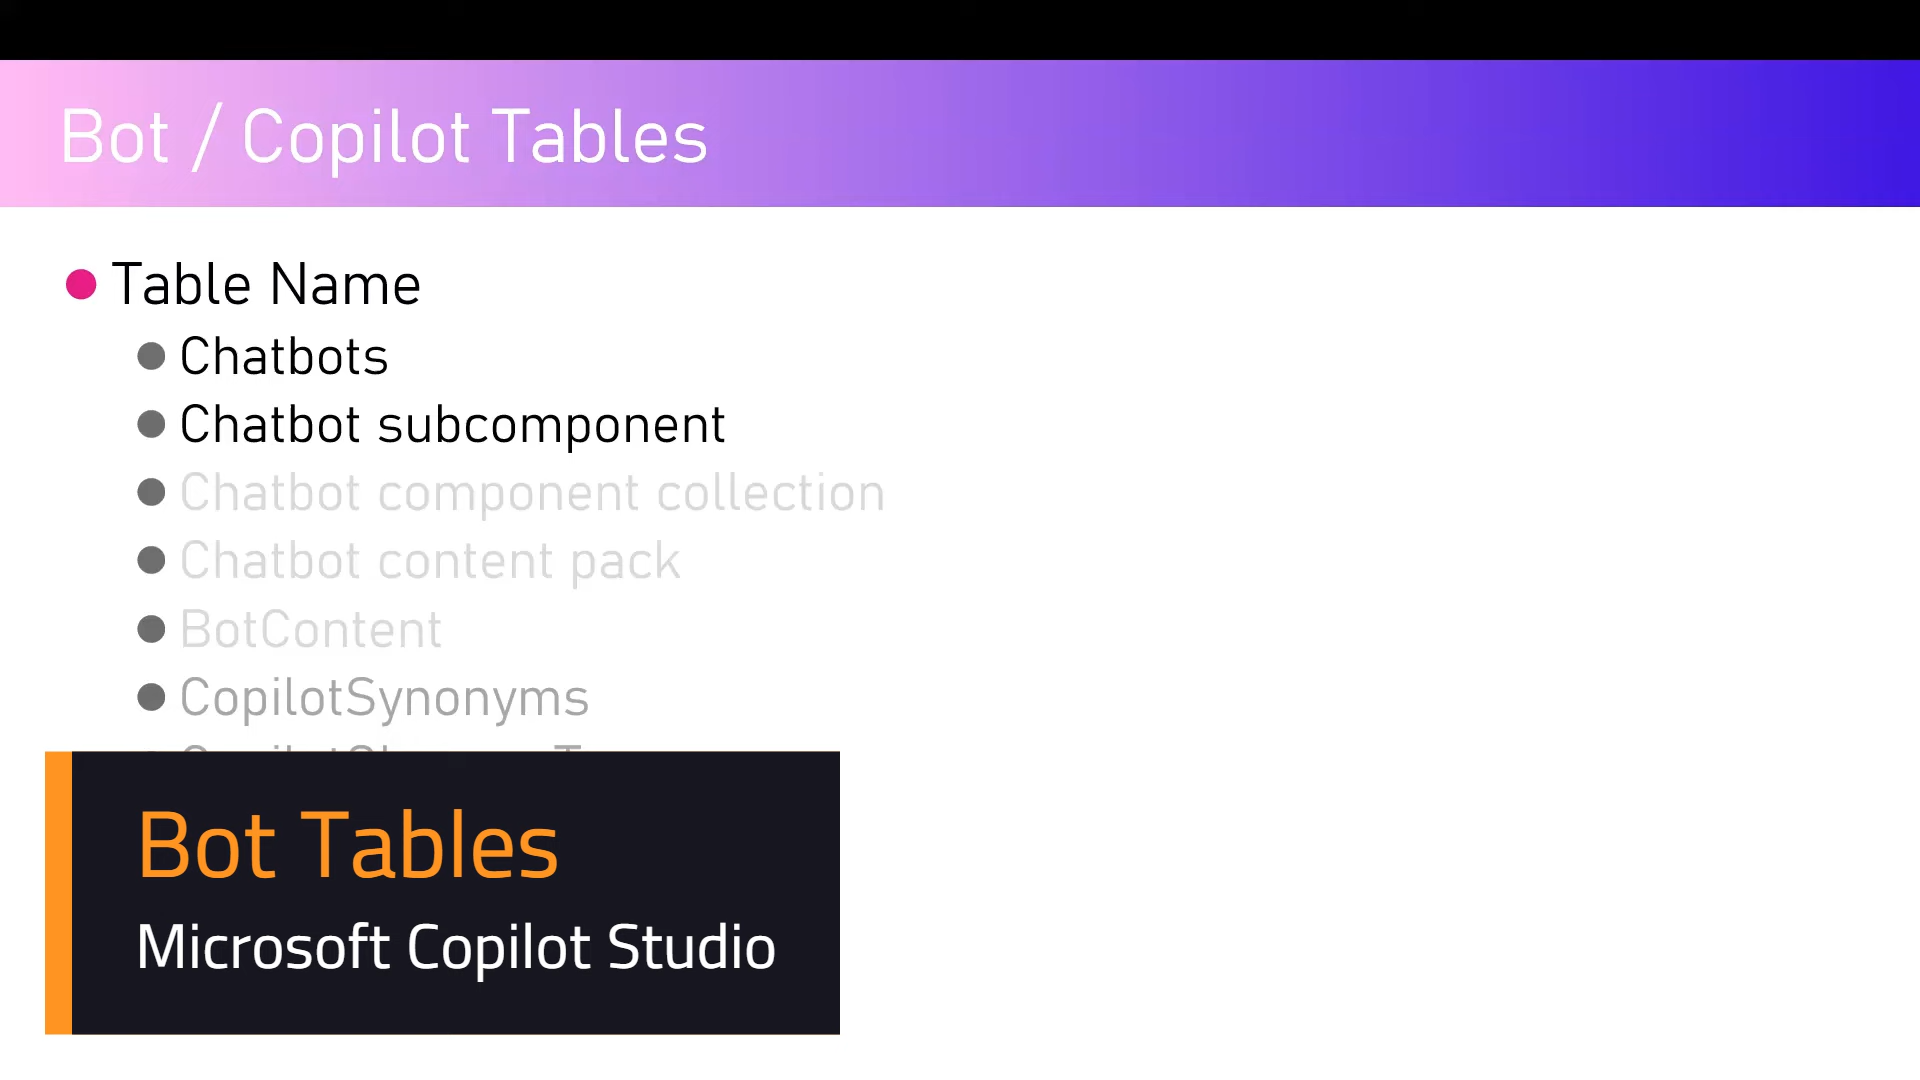 Bot / Copilot Tables
Table Name
Chatbots
Chatbot subcomponent
Chatbot component collection
Chatbot content pack
BotContent
CopilotSynonyms
Bot Tables
Microsoft Copilot Studio